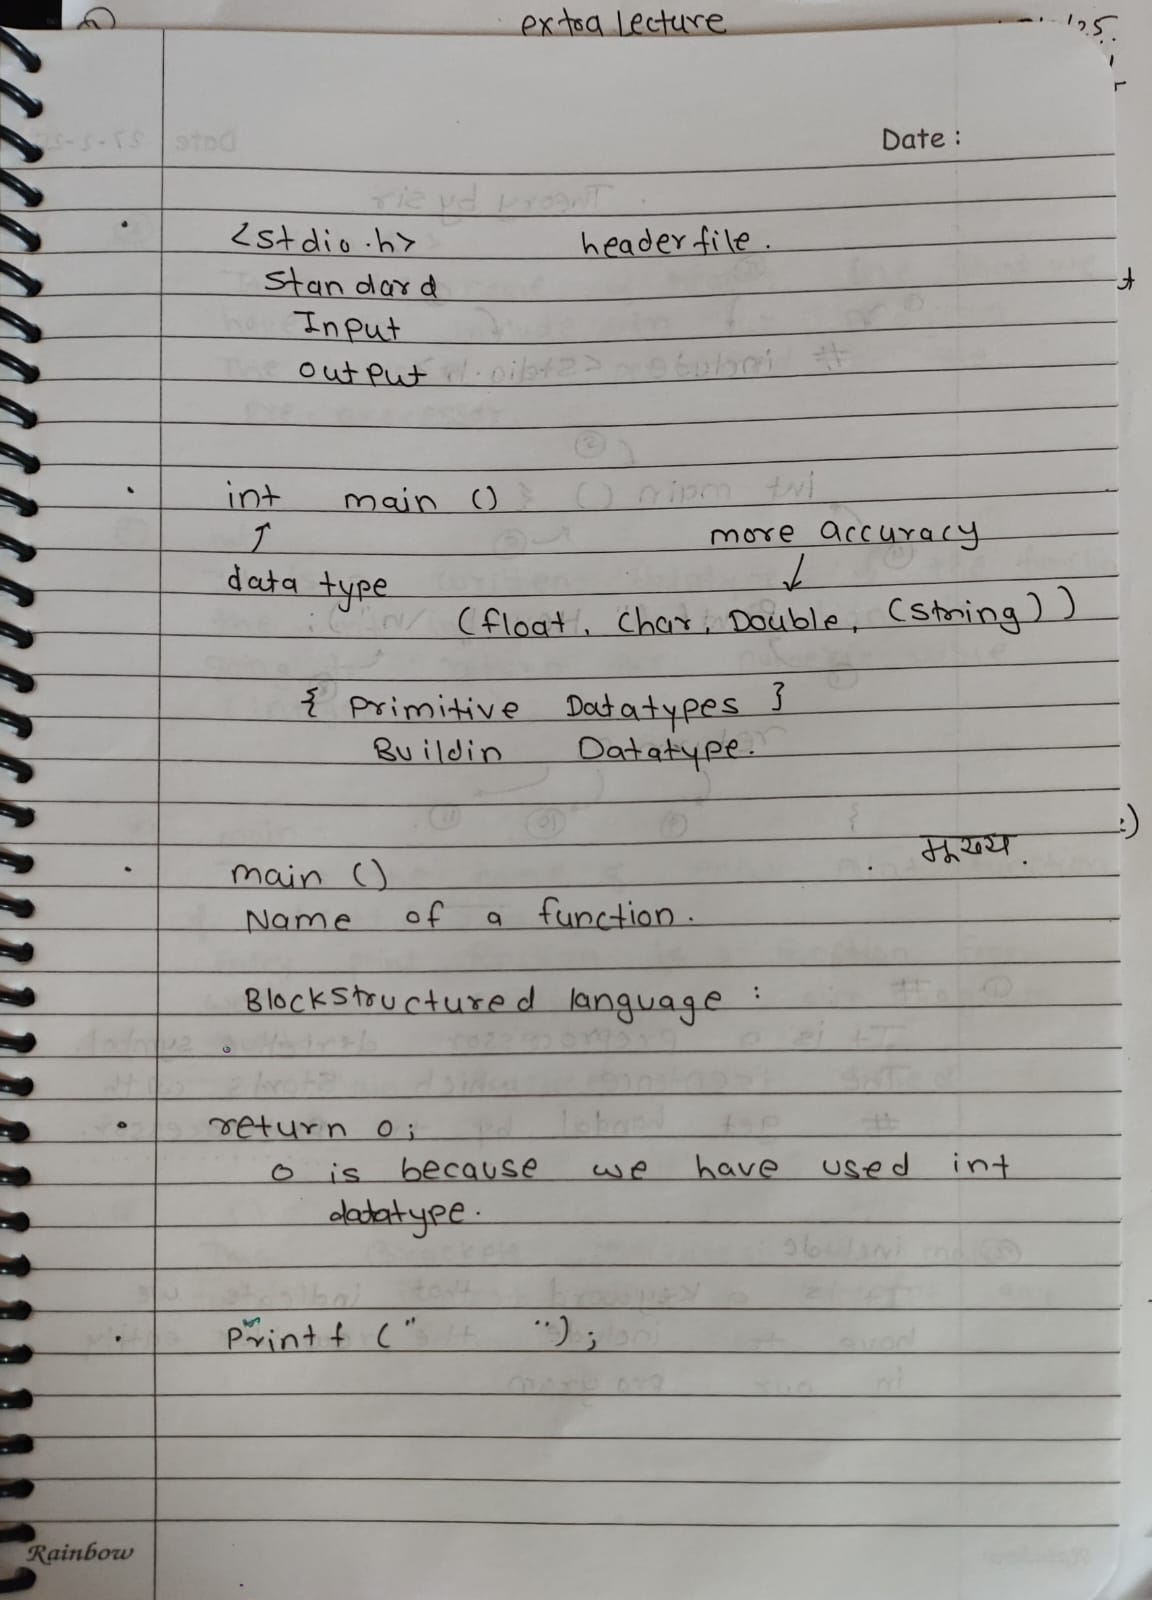 extra Lecture
Date :
<stdio.h> headerfile.
Standard
Input
output
int main ()
more accuracy
data type
(float, Char, Double, (String))
{ Primitive Datatypes }
Buildin Datatype.
main ()
Name of a function.
Blockstructured language :
return 0;
0 is because we have used int
datatype.
Printf (" ");
Rainbow